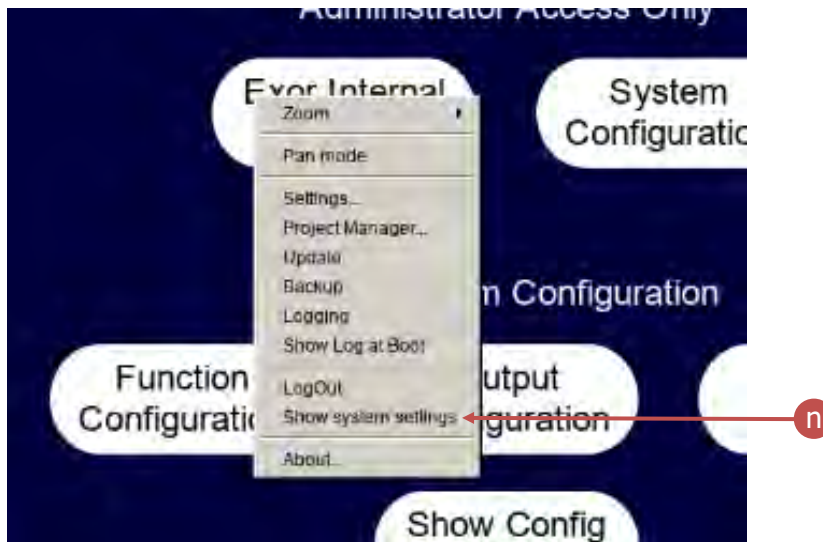 Administrator Access Only
Exor Internal
System
Configuratio
Zoom
Pan mode
Settings...
Project Manager...
Update
Backup
Logging
Show Log at Boot
LogOut
Show system settings
About...
m Configuration
Function
Configuratio
utput
guration
Show Config
n